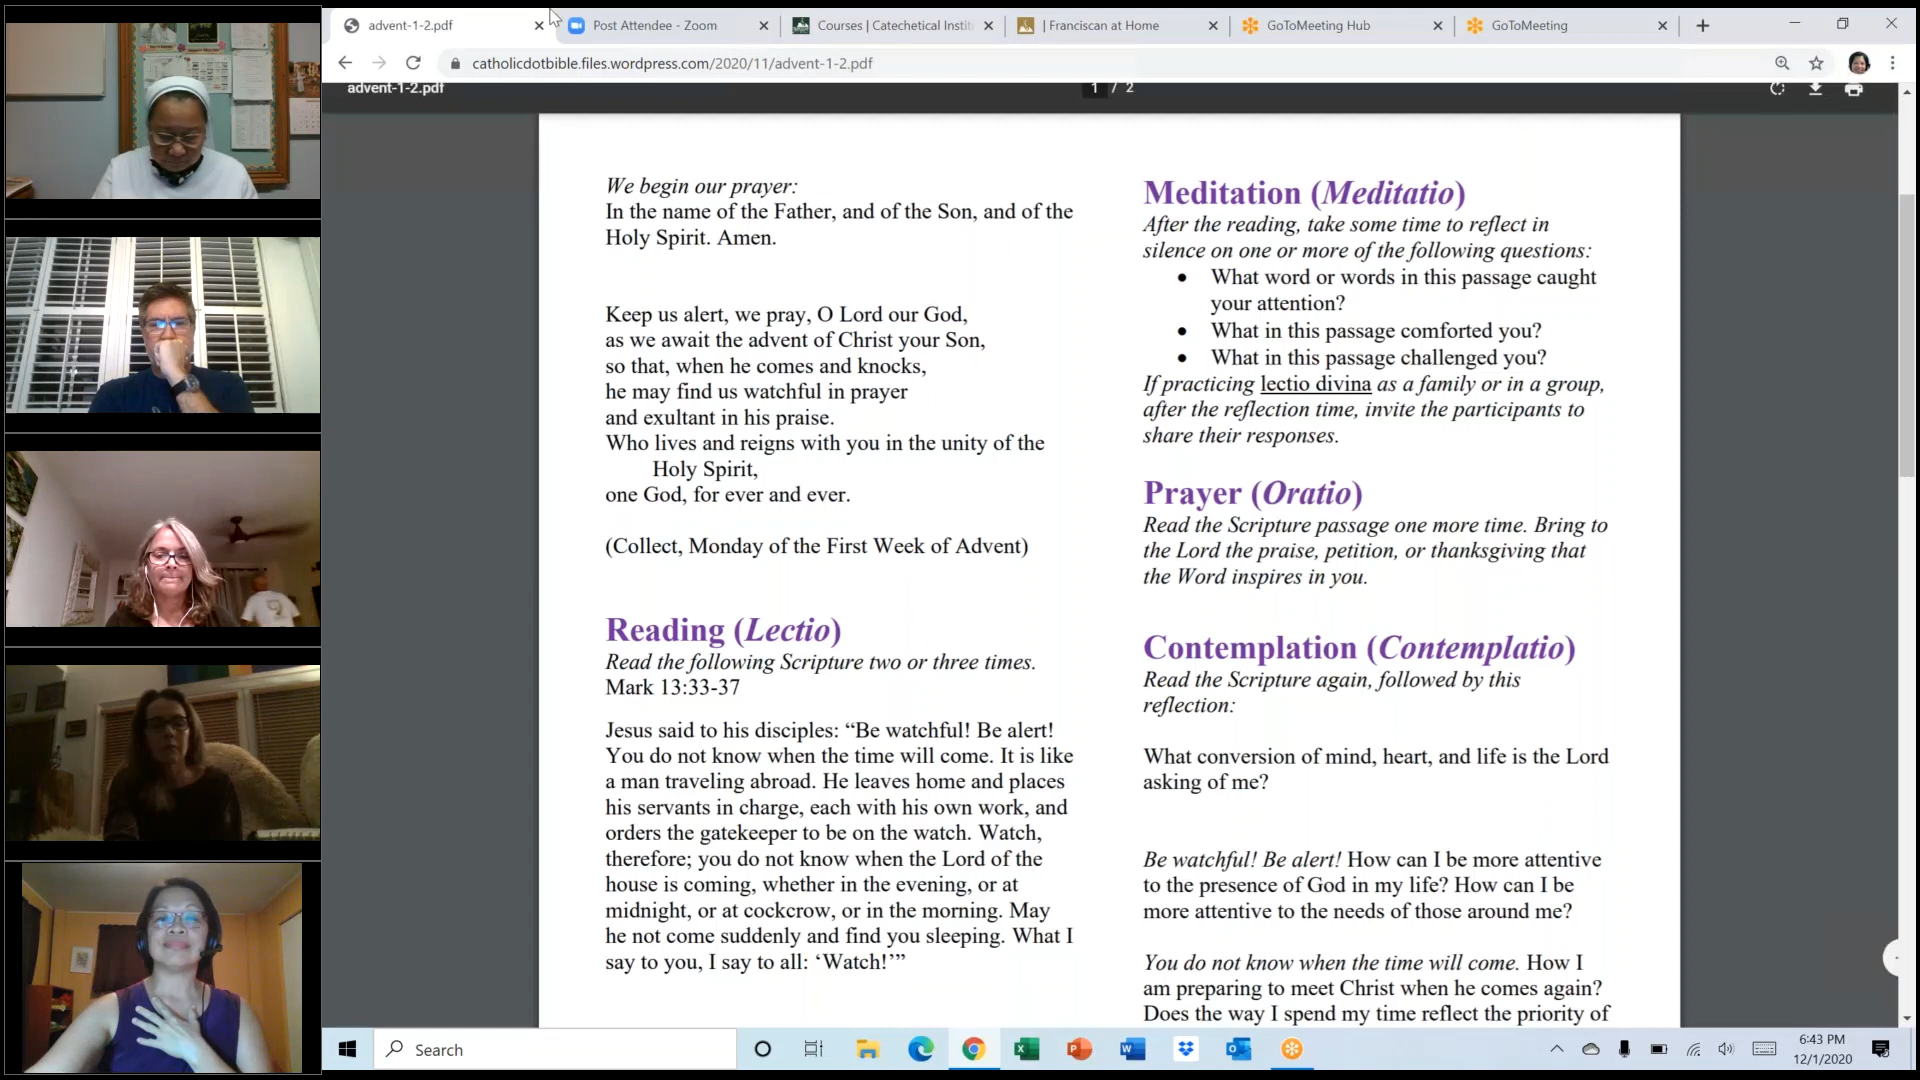 advent-1-2.pdf
Post Attendee - Zoom
Courses | Catechetical Instit
| Franciscan at Home
GoToMeeting Hub
GoToMeeting
catholicdotbible.files.wordpress.com/2020/11/advent-1-2.pdf
advent-1-2.pdf
1 / 2
We begin our prayer:
In the name of the Father, and of the Son, and of the
Holy Spirit. Amen.
Keep us alert, we pray, O Lord our God,
as we await the advent of Christ your Son,
so that, when he comes and knocks,
he may find us watchful in prayer
and exultant in his praise.
Who lives and reigns with you in the unity of the
Holy Spirit,
one God, for ever and ever.
(Collect, Monday of the First Week of Advent)
Reading (Lectio)
Read the following Scripture two or three times.
Mark 13:33-37
Jesus said to his disciples: “Be watchful! Be alert!
You do not know when the time will come. It is like
a man traveling abroad. He leaves home and places
his servants in charge, each with his own work, and
orders the gatekeeper to be on the watch. Watch,
therefore; you do not know when the Lord of the
house is coming, whether in the evening, or at
midnight, or at cockcrow, or in the morning. May
he not come suddenly and find you sleeping. What I
say to you, I say to all: ‘Watch!’”
Meditation (Meditatio)
After the reading, take some time to reflect in
silence on one or more of the following questions:
• What word or words in this passage caught
your attention?
• What in this passage comforted you?
• What in this passage challenged you?
If practicing lectio divina as a family or in a group,
after the reflection time, invite the participants to
share their responses.
Prayer (Oratio)
Read the Scripture passage one more time. Bring to
the Lord the praise, petition, or thanksgiving that
the Word inspires in you.
Contemplation (Contemplatio)
Read the Scripture again, followed by this
reflection:
What conversion of mind, heart, and life is the Lord
asking of me?
Be watchful! Be alert! How can I be more attentive
to the presence of God in my life? How can I be
more attentive to the needs of those around me?
You do not know when the time will come. How I
am preparing to meet Christ when he comes again?
Does the way I spend my time reflect the priority of
Search
6:43 PM
12/1/2020